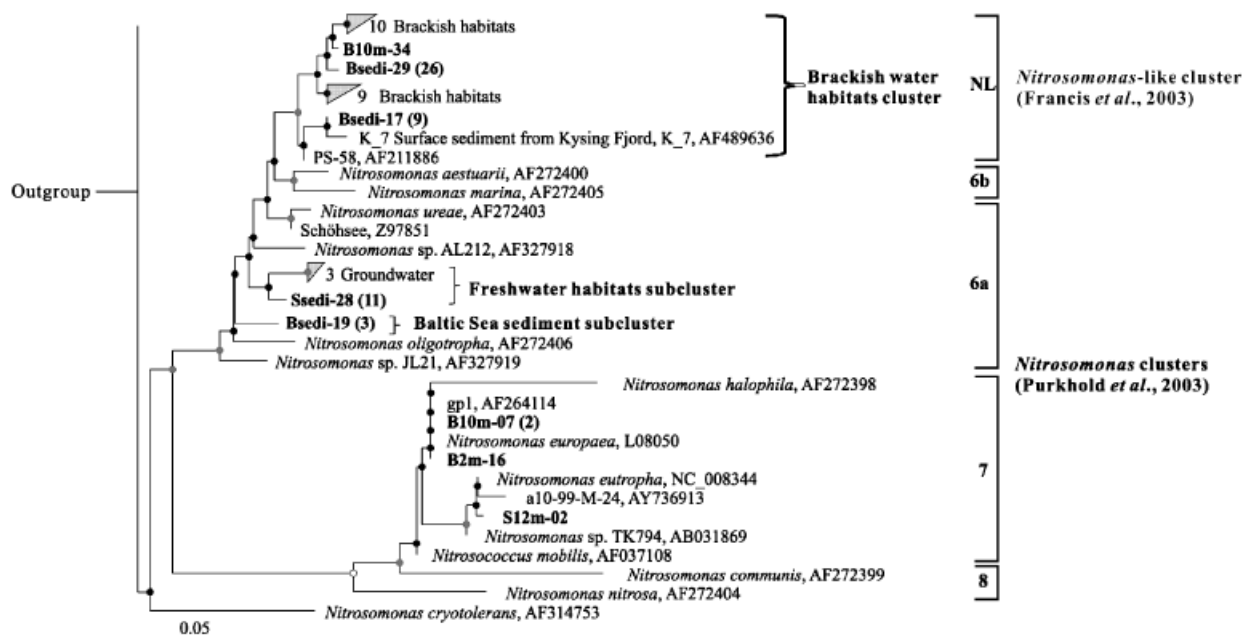 10 Brackish habitats
B10m-34
Bsedi-29 (26)
9 Brackish habitats
Bsedi-17 (9)
K_7 Surface sediment from Kysing Fjord, K_7, AF489636
PS-58, AF211886
Brackish water
habitats cluster
NL
Nitrosomonas-like cluster
(Francis et al., 2003)
Outgroup
Nitrosomonas aestuarii, AF272400
Nitrosomonas marina, AF272405
6b
Nitrosomonas ureae, AF272403
Schöhsee, Z97851
Nitrosomonas sp. AL212, AF327918
3 Groundwater
Ssedi-28 (11)
Freshwater habitats subcluster
Bsedi-19 (3)
Baltic Sea sediment subcluster
Nitrosomonas oligotropha, AF272406
Nitrosomonas sp. JL21, AF327919
6a
Nitrosomonas clusters
(Purkhold et al., 2003)
Nitrosomonas halophila, AF272398
gp1, AF264114
B10m-07 (2)
Nitrosomonas europaea, L08050
B2m-16
Nitrosomonas eutropha, NC_008344
a10-99-M-24, AY736913
S12m-02
Nitrosomonas sp. TK794, AB031869
Nitrosococcus mobilis, AF037108
7
Nitrosomonas communis, AF272399
Nitrosomonas nitrosa, AF272404
8
Nitrosomonas cryotolerans, AF314753
0.05